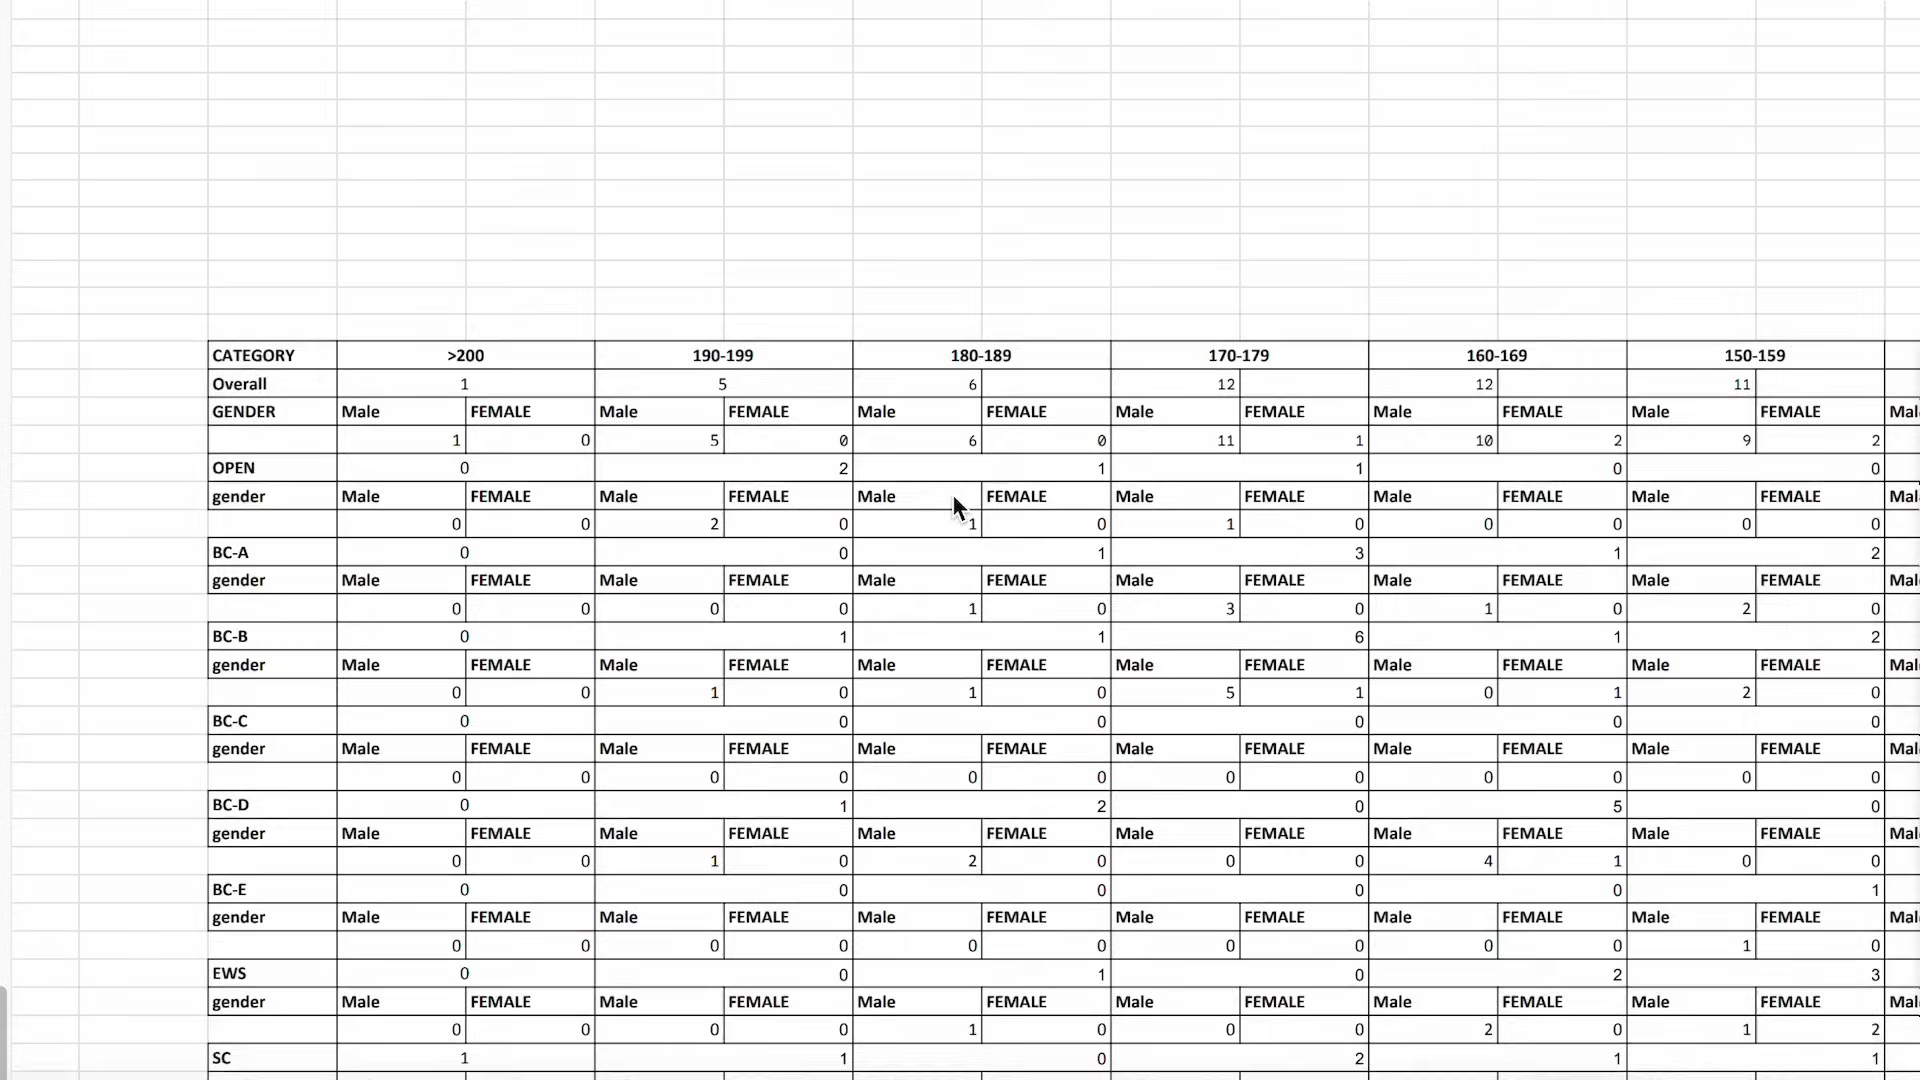 CATEGORY >200 190-199 180-189 170-179 160-169 150-159
Overall 1 5 6 12 12 11
GENDER Male FEMALE Male FEMALE Male FEMALE Male FEMALE Male FEMALE Male FEMALE Mal
1 0 5 0 6 0 11 1 10 2 9 2
OPEN 0 2 1 1 0 0
gender Male FEMALE Male FEMALE Male FEMALE Male FEMALE Male FEMALE Male FEMALE Mal
0 0 2 0 1 0 1 0 0 0 0 0
BC-A 0 0 1 3 1 2
gender Male FEMALE Male FEMALE Male FEMALE Male FEMALE Male FEMALE Male FEMALE Mal
0 0 0 0 1 0 3 0 1 0 2 0
BC-B 0 1 1 6 1 2
gender Male FEMALE Male FEMALE Male FEMALE Male FEMALE Male FEMALE Male FEMALE Mal
0 0 1 0 1 0 5 1 0 1 2 0
BC-C 0 0 0 0 0 0
gender Male FEMALE Male FEMALE Male FEMALE Male FEMALE Male FEMALE Male FEMALE Mal
0 0 0 0 0 0 0 0 0 0 0 0
BC-D 0 1 2 0 5 0
gender Male FEMALE Male FEMALE Male FEMALE Male FEMALE Male FEMALE Male FEMALE Mal
0 0 1 0 2 0 0 0 4 1 0 0
BC-E 0 0 0 0 0 1
gender Male FEMALE Male FEMALE Male FEMALE Male FEMALE Male FEMALE Male FEMALE Mal
0 0 0 0 0 0 0 0 0 0 1 0
EWS 0 0 1 0 2 3
gender Male FEMALE Male FEMALE Male FEMALE Male FEMALE Male FEMALE Male FEMALE Mal
0 0 0 0 1 0 0 0 2 0 1 2
SC 1 1 0 2 1 1